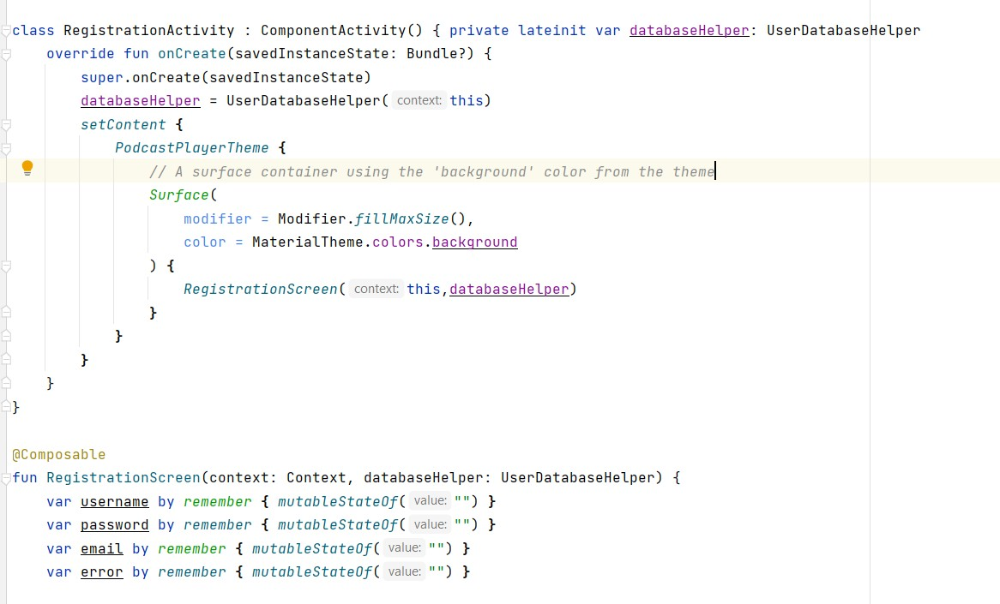 class RegistrationActivity : ComponentActivity() { private lateinit var databaseHelper: UserDatabaseHelper
    override fun onCreate(savedInstanceState: Bundle?) {
        super.onCreate(savedInstanceState)
        databaseHelper = UserDatabaseHelper( context: this)
        setContent {
            PodcastPlayerTheme {
                // A surface container using the 'background' color from the theme
                Surface(
                    modifier = Modifier.fillMaxSize(),
                    color = MaterialTheme.colors.background
                ) {
                    RegistrationScreen( context: this,databaseHelper)
                }
            }
        }
    }
}
@Composable
fun RegistrationScreen(context: Context, databaseHelper: UserDatabaseHelper) {
    var username by remember { mutableStateOf( value: "") }
    var password by remember { mutableStateOf( value: "") }
    var email by remember { mutableStateOf( value: "") }
    var error by remember { mutableStateOf( value: "") }